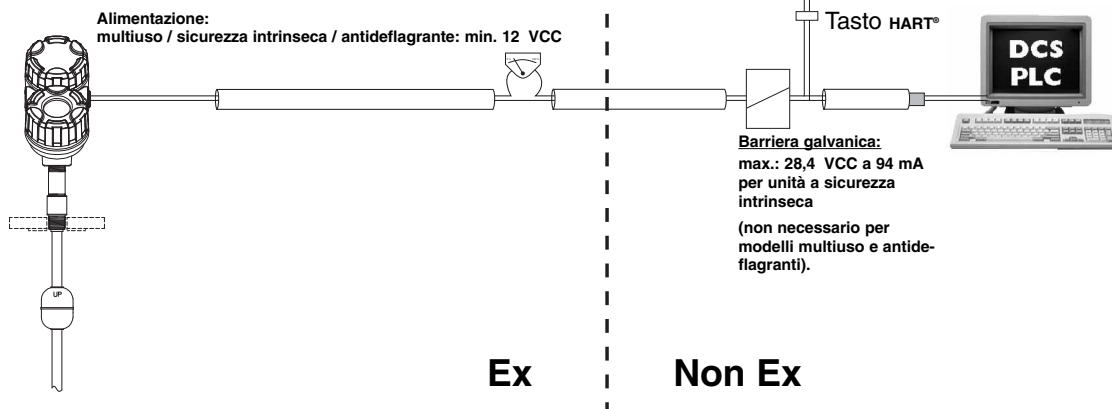 Alimentazione:
multiuso / sicurezza intrinseca / antideflagrante: min. 12 VCC
Tasto HART®
DCS
PLC
Barriera galvanica:
max.: 28,4 VCC a 94 mA
per unità a sicurezza
intrinseca
(non necessario per
modelli multiuso e antide-
flagranti).
UP
Ex
Non Ex